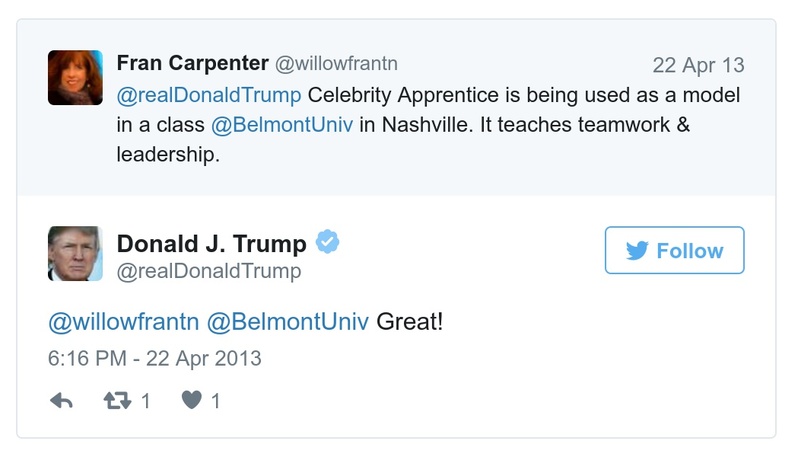 Fran Carpenter @willowfrantn 22 Apr 13
@realDonaldTrump Celebrity Apprentice is being used as a model
in a class @BelmontUniv in Nashville. It teaches teamwork &
leadership.
Donald J. Trump
Follow
@realDonaldTrump
@willowfrantn @BelmontUniv Great!
6:16 PM - 22 Apr 2013
1 1